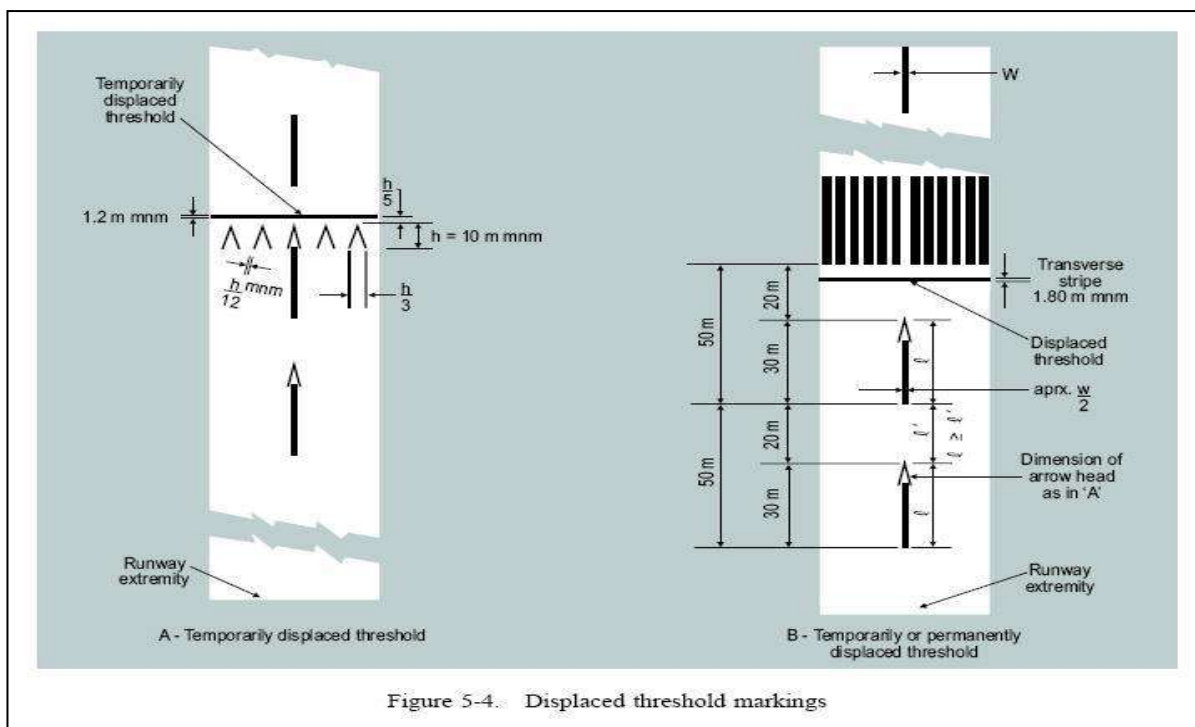 Temporarily
displaced
threshold
1.2 m mnm
h
5
h = 10 m mnm
h
12
mnm
h
3
Runway
extremity
A - Temporarily displaced threshold
W
Transverse
stripe
1.80 m mnm
Displaced
threshold
aprx. w
2
Dimension of
arrow head
as in 'A'
Runway
extremity
50 m
50 m
20 m
30 m
20 m
30 m
ℓ
ℓ'
ℓ
ℓ ≥ ℓ'
B - Temporarily or permanently
displaced threshold
Figure 5-4. Displaced threshold markings